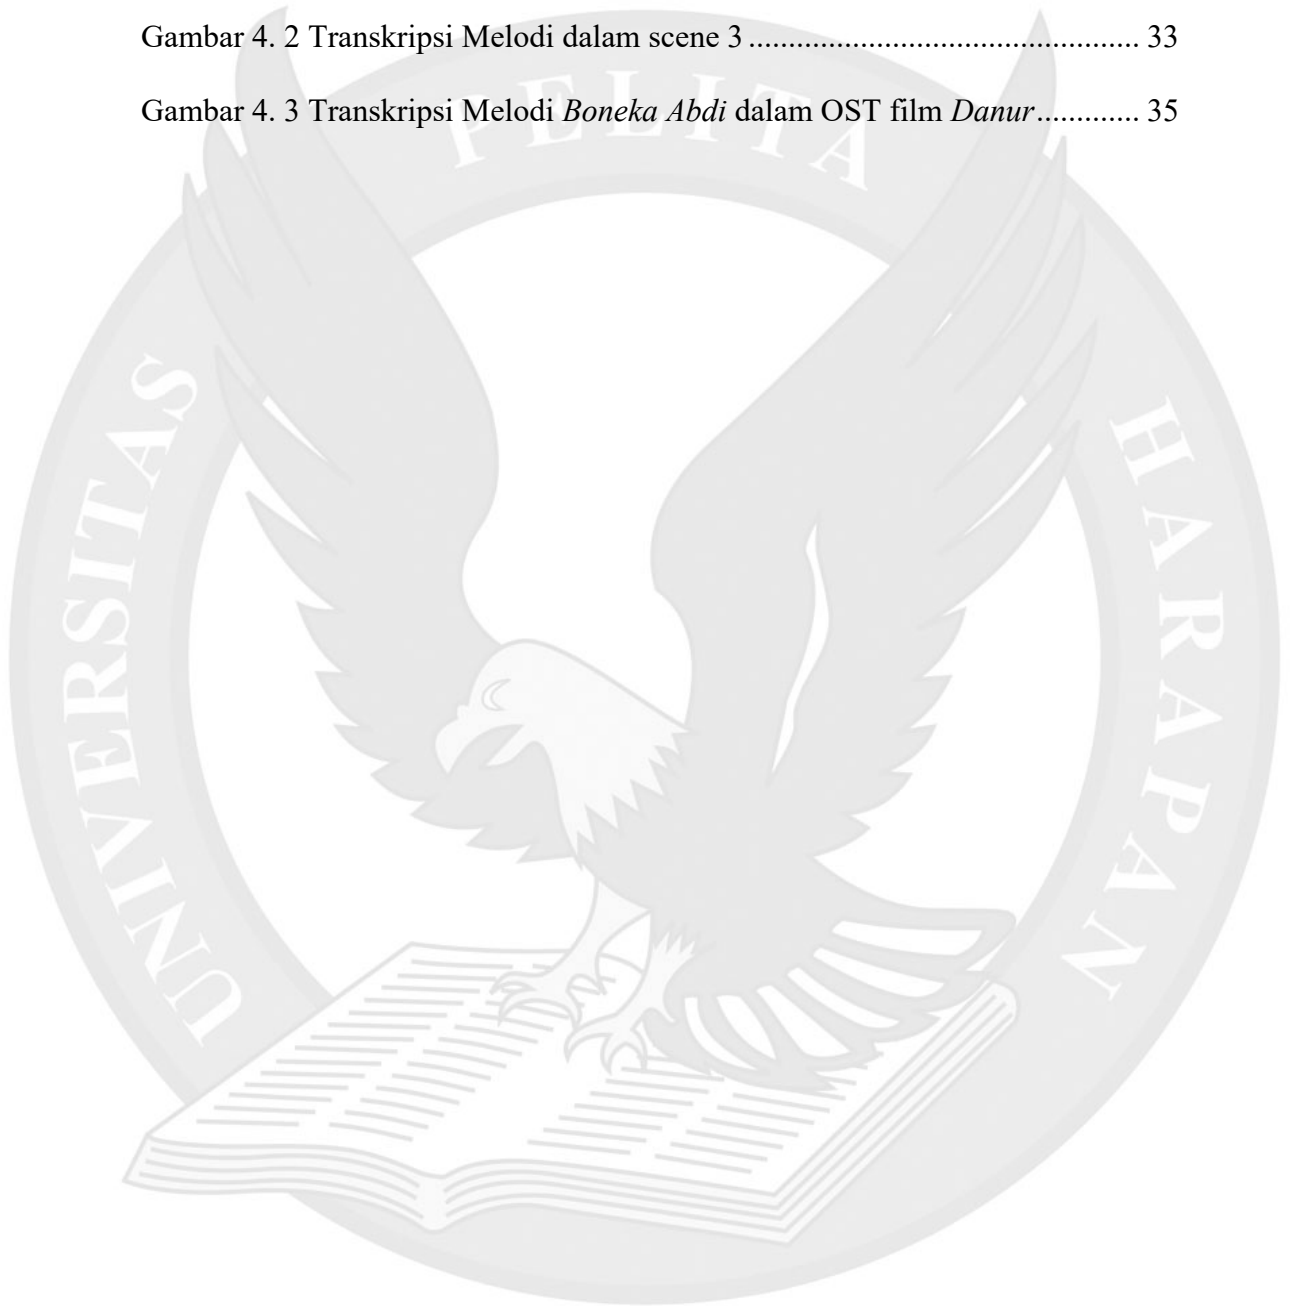 Gambar 4. 2 Transkripsi Melodi dalam scene 3 ................................................. 33
Gambar 4. 3 Transkripsi Melodi Boneka Abdi dalam OST film Danur ............. 35
UNIVERSITAS PELITA HARAPAN